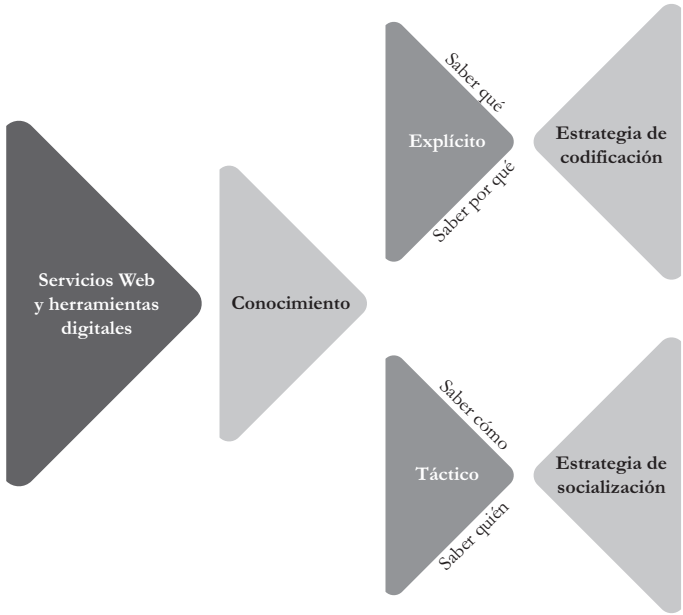 Servicios Web
y herramientas
digitales
Conocimiento
Saber qué
Explícito
Saber por qué
Estrategia de
codificación
Saber cómo
Táctico
Saber quién
Estrategia de
socialización